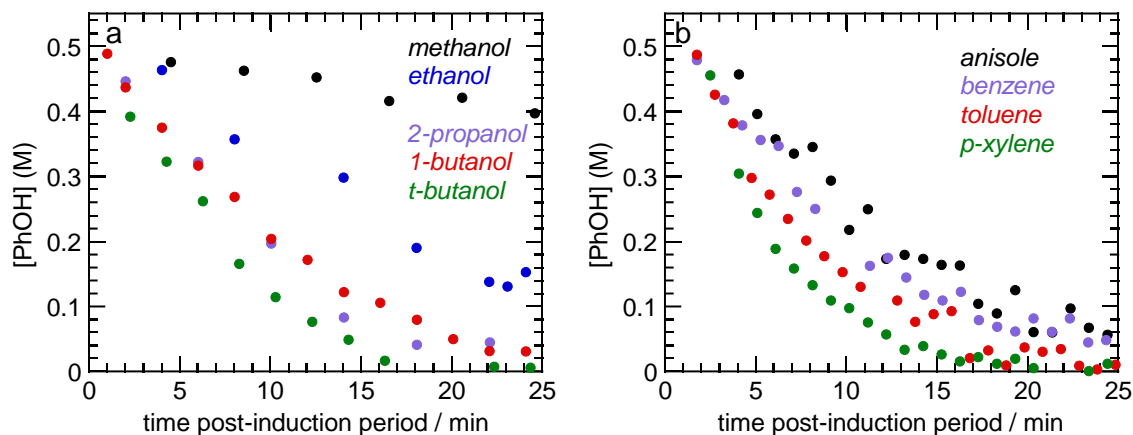 a
methanol
ethanol
2-propanol
1-butanol
t-butanol
[PhOH] (M)
0.5
0.4
0.3
0.2
0.1
0
0 5 10 15 20 25
time post-induction period / min
b
anisole
benzene
toluene
p-xylene
[PhOH] (M)
0.5
0.4
0.3
0.2
0.1
0
0 5 10 15 20 25
time post-induction period / min